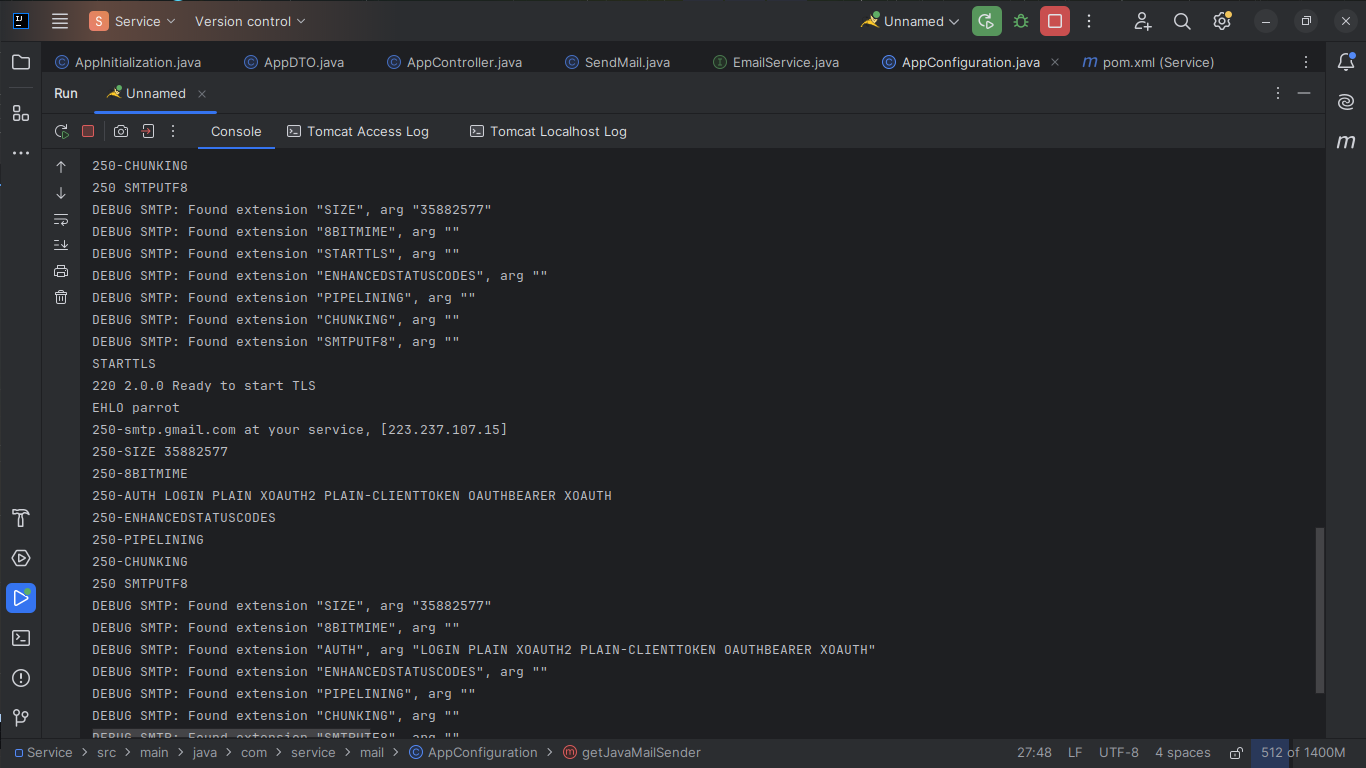 S Service Version control Unnamed
AppInitialization.java AppDTO.java AppController.java SendMail.java EmailService.java AppConfiguration.java pom.xml (Service)
Run Unnamed
Console Tomcat Access Log Tomcat Localhost Log
250-CHUNKING
250 SMTPUTF8
DEBUG SMTP: Found extension "SIZE", arg "35882577"
DEBUG SMTP: Found extension "8BITMIME", arg ""
DEBUG SMTP: Found extension "STARTTLS", arg ""
DEBUG SMTP: Found extension "ENHANCEDSTATUSCODES", arg ""
DEBUG SMTP: Found extension "PIPELINING", arg ""
DEBUG SMTP: Found extension "CHUNKING", arg ""
DEBUG SMTP: Found extension "SMTPUTF8", arg ""
STARTTLS
220 2.0.0 Ready to start TLS
EHLO parrot
250-smtp.gmail.com at your service, [223.237.107.15]
250-SIZE 35882577
250-8BITMIME
250-AUTH LOGIN PLAIN XOAUTH2 PLAIN-CLIENTTOKEN OAUTHBEARER XOAUTH
250-ENHANCEDSTATUSCODES
250-PIPELINING
250-CHUNKING
250 SMTPUTF8
DEBUG SMTP: Found extension "SIZE", arg "35882577"
DEBUG SMTP: Found extension "8BITMIME", arg ""
DEBUG SMTP: Found extension "AUTH", arg "LOGIN PLAIN XOAUTH2 PLAIN-CLIENTTOKEN OAUTHBEARER XOAUTH"
DEBUG SMTP: Found extension "ENHANCEDSTATUSCODES", arg ""
DEBUG SMTP: Found extension "PIPELINING", arg ""
DEBUG SMTP: Found extension "CHUNKING", arg ""
DEBUG SMTP: Found extension "SMTPUTF8", arg ""
Service > src > main > java > com > service > mail > AppConfiguration > getJavaMailSender 27:48 LF UTF-8 4 spaces 512 of 1400M